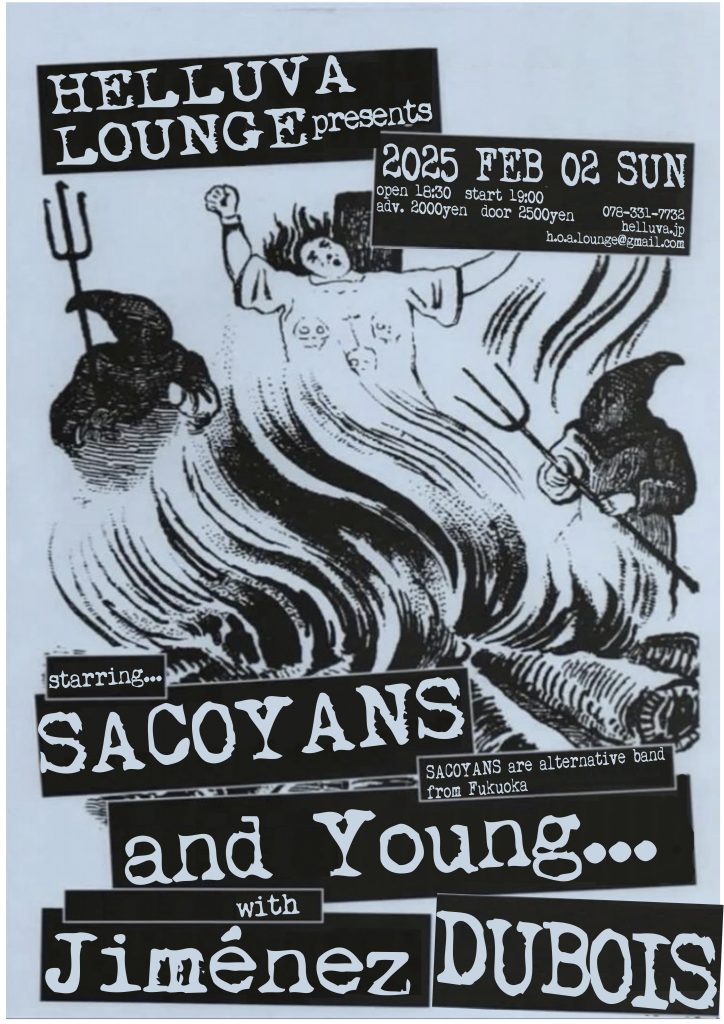 HELLUVA
LOUNGE presents
2025 FEB 02 SUN
open 18:30 start 19:00
adv. 2000yen door 2500yen
078-331-7732
helluva.jp
h.o.a.lounge@gmail.com
starring...
SACOYANS
SACOYANS are alternative band
from Fukuoka
and Young...
with
Jiménez DUBOIS